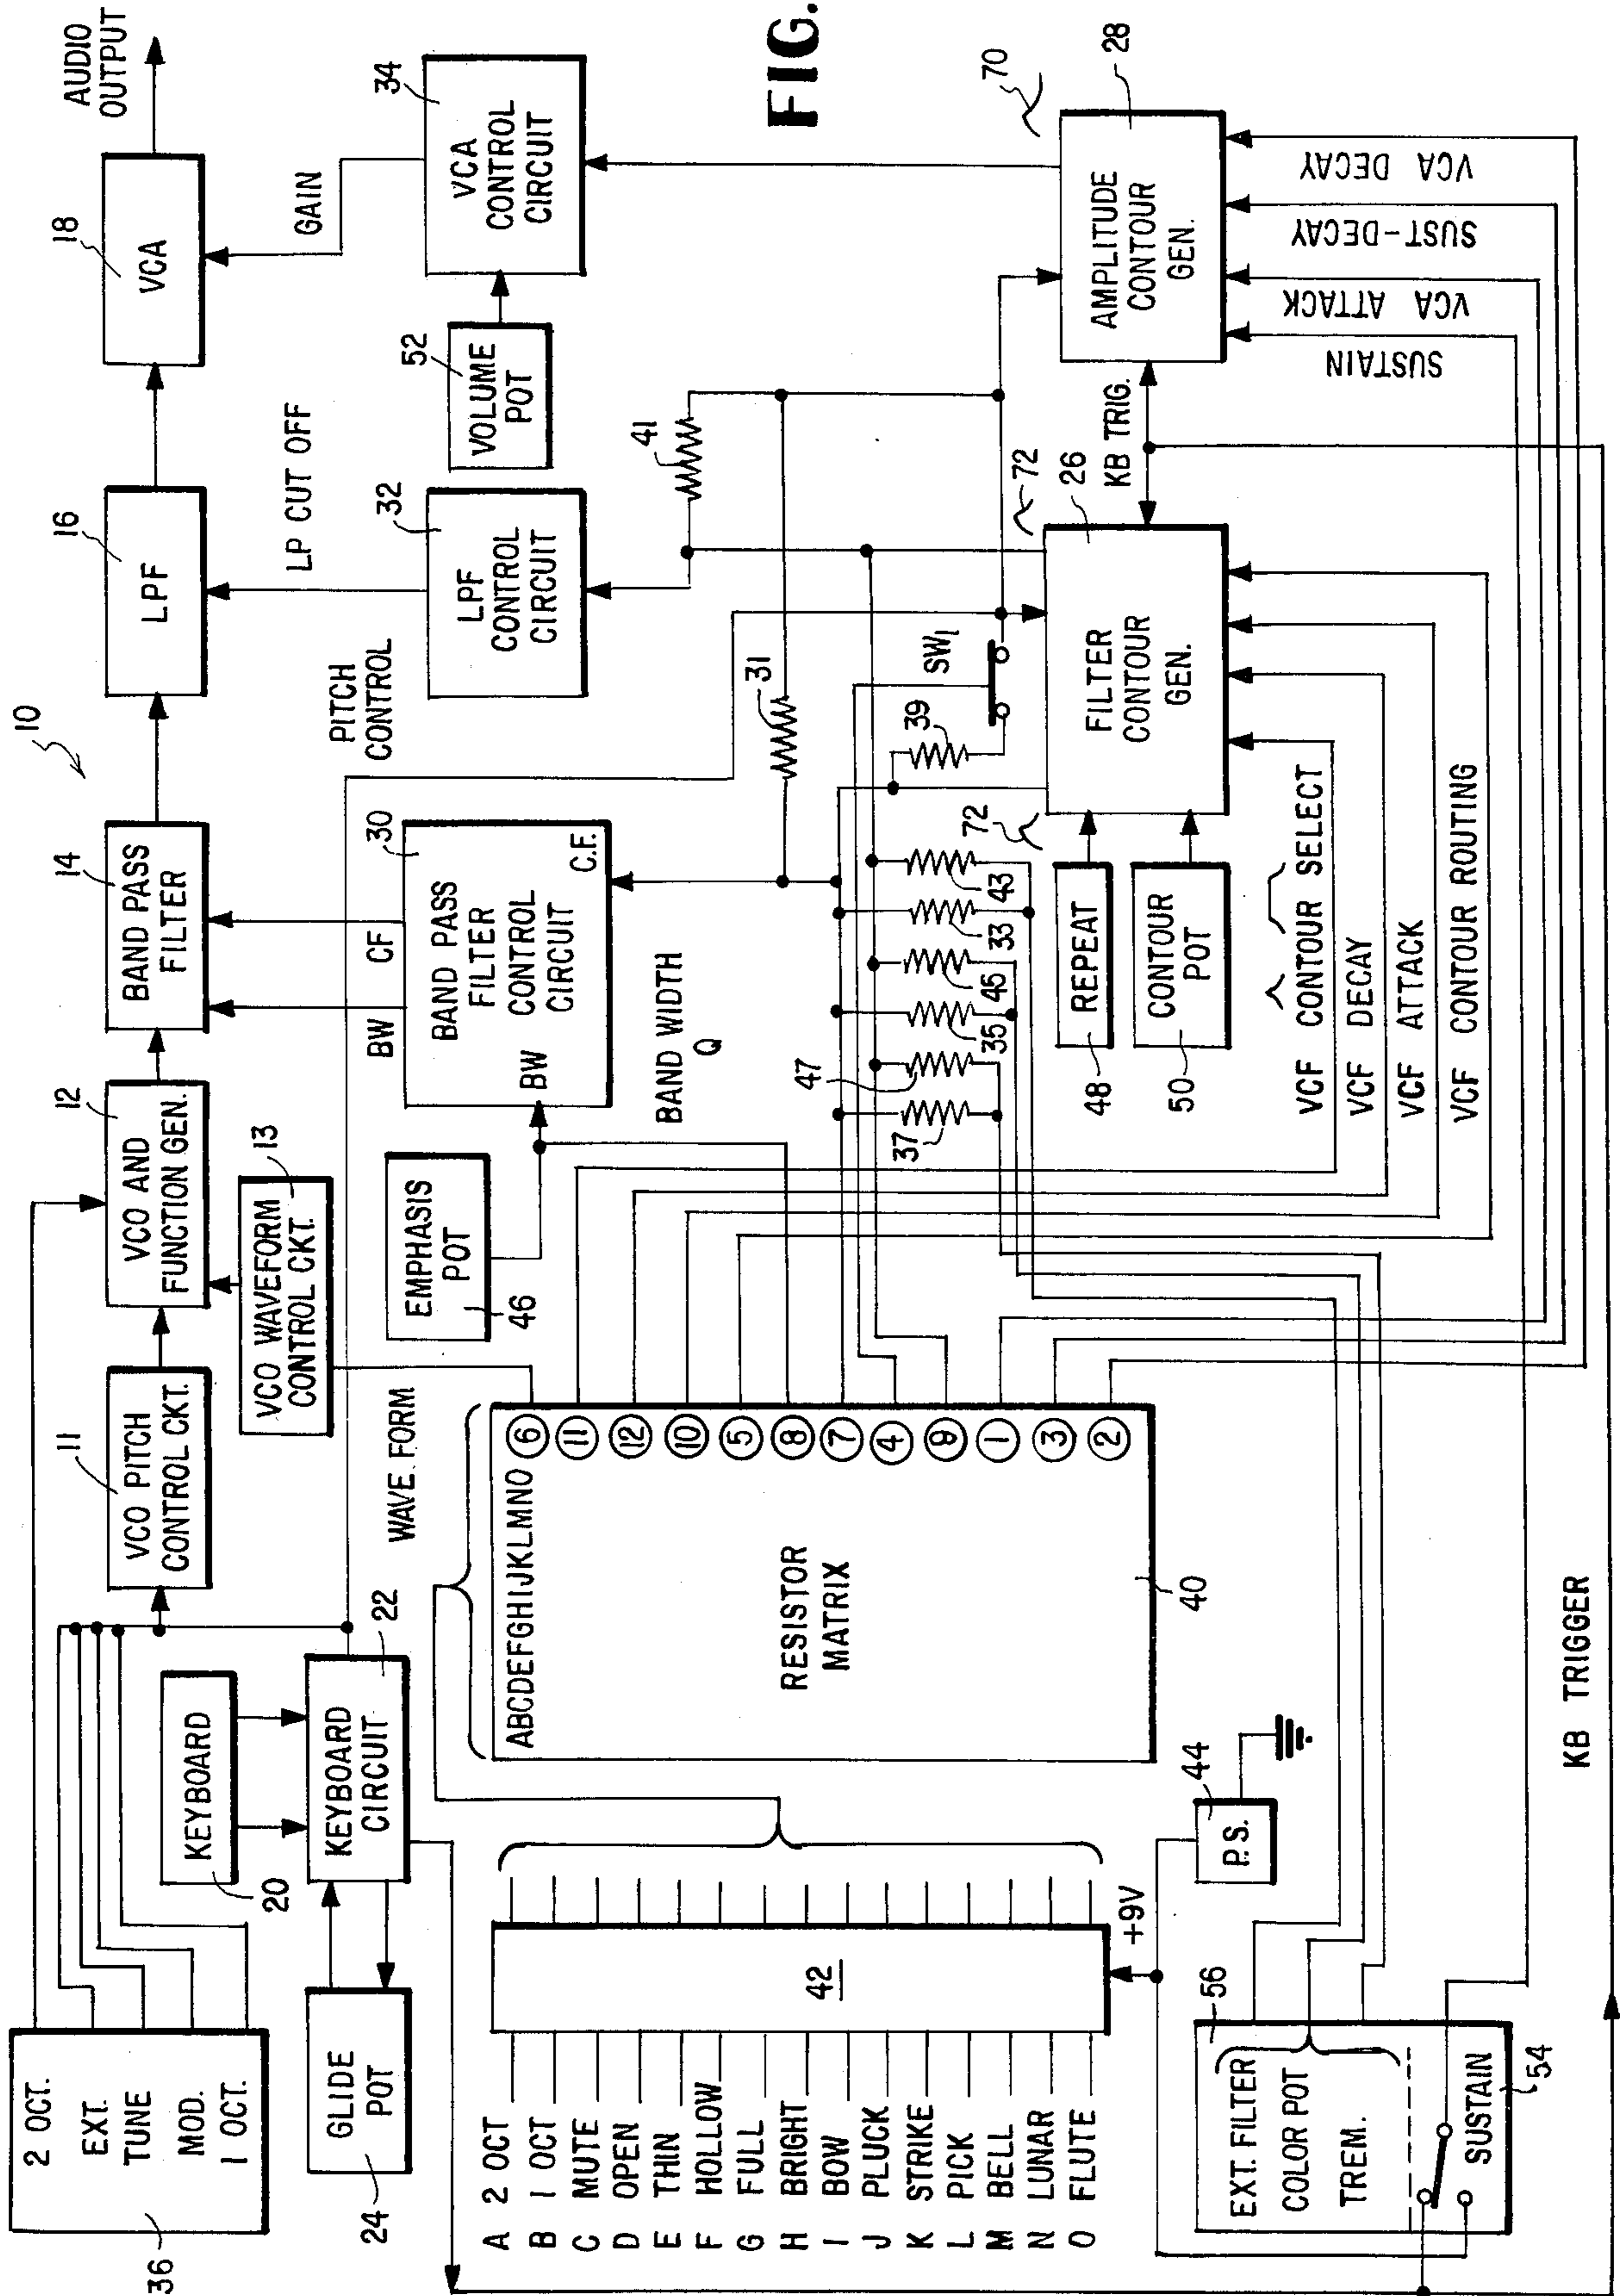 FIG.
10
36
2 OCT.
EXT.
TUNE
MOD.
1 OCT.
11
VCO PITCH
CONTROL CKT.
12
VCO AND
FUNCTION GEN.
13
VCO WAVEFORM
CONTROL CKT.
14
BAND PASS
FILTER
16
LPF
18
VCA
AUDIO
OUTPUT
KEYBOARD
20
KEYBOARD
CIRCUIT
22
GLIDE
POT
24
WAVE FORM
EMPHASIS
POT
46
BW
CF
30
BAND PASS
FILTER
CONTROL
CIRCUIT
BW
C.F.
BAND WIDTH
Q
PITCH
CONTROL
LP CUT OFF
32
LPF
CONTROL
CIRCUIT
GAIN
34
VCA
CONTROL
CIRCUIT
52
VOLUME
POT
31
41
A 2 OCT
B 1 OCT
C MUTE
D OPEN
E THIN
F HOLLOW
G FULL
H BRIGHT
I BOW
J PLUCK
K STRIKE
L PICK
M BELL
N LUNAR
O FLUTE
42
+9V
44
P.S.
ABCDEFGHIJKLMNO
RESISTOR
MATRIX
40
6
11
12
10
5
8
7
4
9
1
3
2
37
47
35
45
33
43
39
SW1
72
72
26
FILTER
CONTOUR
GEN.
REPEAT
48
CONTOUR
POT
50
KB TRIG.
70
28
AMPLITUDE
CONTOUR
GEN.
VCF CONTOUR SELECT
VCF DECAY
VCF ATTACK
VCF CONTOUR ROUTING
SUSTAIN
VCA ATTACK
SUST-DECAY
VCA DECAY
56
EXT. FILTER
COLOR POT
TREM.
SUSTAIN
54
KB TRIGGER